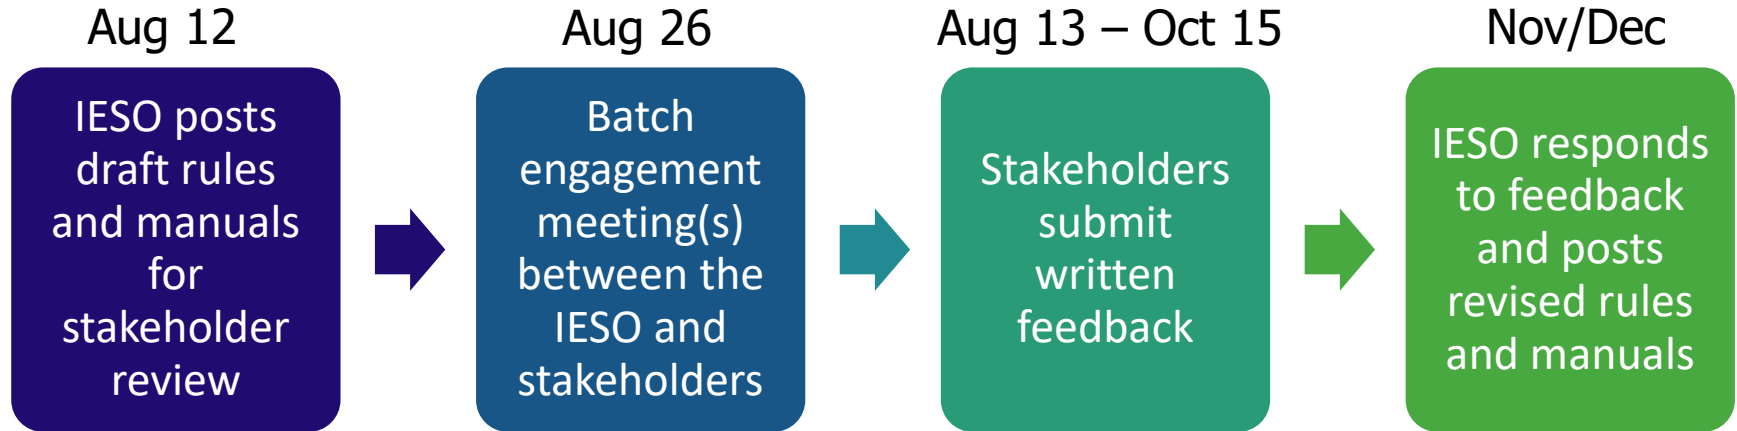 Aug 12
IESO posts
draft rules
and manuals
for
stakeholder
review
Aug 26
Batch
engagement
meeting(s)
between the
IESO and
stakeholders
Aug 13 – Oct 15
Stakeholders
submit
written
feedback
Nov/Dec
IESO responds
to feedback
and posts
revised rules
and manuals